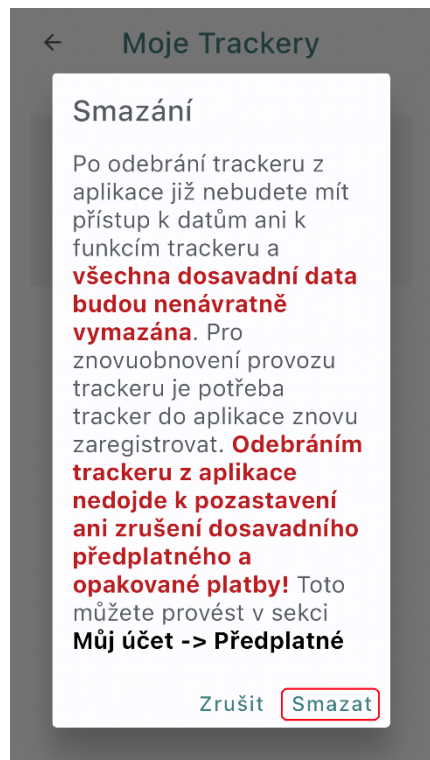 Moje Trackery
Smazání
Po odebrání trackeru z
aplikace již nebudete mít
přístup k datům ani k
funkcím trackeru a
všechna dosavadní data
budou nenávratně
vymazána. Pro
znovuobnovení provozu
trackeru je potřeba
tracker do aplikace znovu
zaregistrovat. Odebráním
trackeru z aplikace
nedojde k pozastavení
ani zrušení dosavadního
předplatného a
opakované platby! Toto
můžete provést v sekci
Můj účet -> Předplatné
Zrušit Smazat